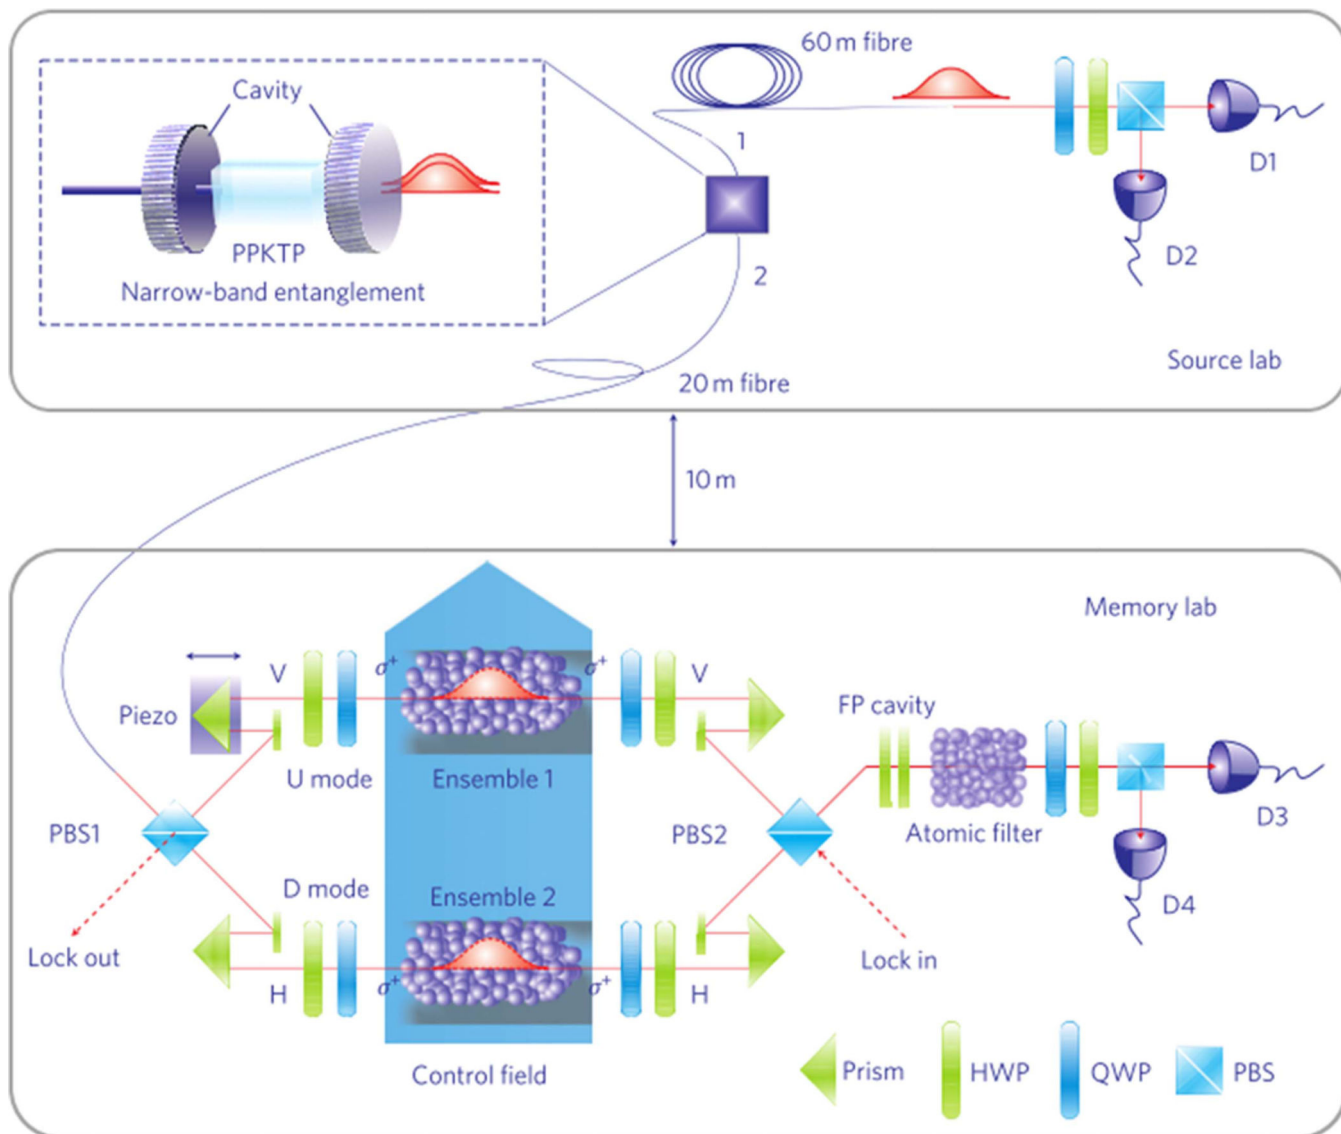 60 m fibre
Cavity
1
D1
PPKTP
D2
2
Narrow-band entanglement
Source lab
20 m fibre
10 m
Memory lab
V
σ+
σ+
V
Piezo
FP cavity
U mode
Ensemble 1
D3
PBS1
PBS2
Atomic filter
D mode
Ensemble 2
D4
Lock out
Lock in
H
σ+
σ+
H
Control field
Prism
HWP
QWP
PBS